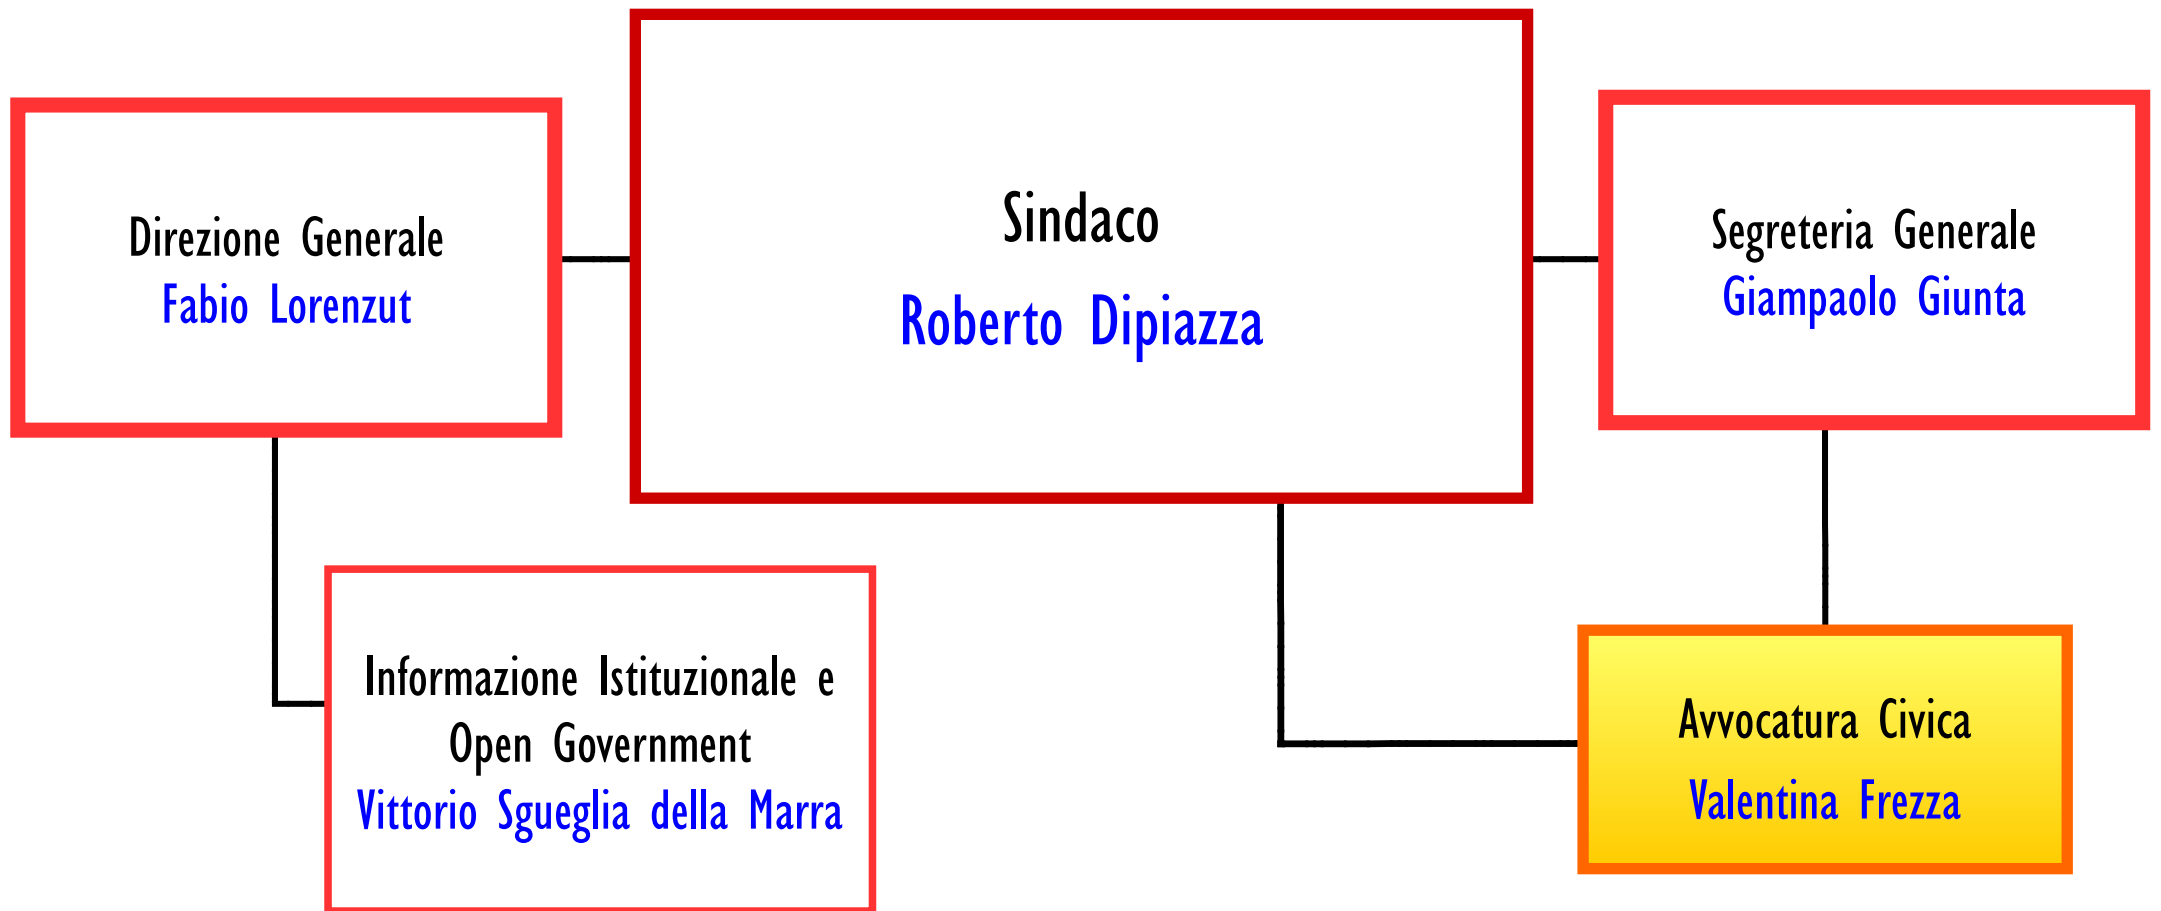 Direzione Generale
Fabio Lorenzut
Sindaco
Roberto Dipiazza
Segreteria Generale
Giampaolo Giunta
Informazione Istituzionale e
Open Government
Vittorio Sgueglia della Marra
Avvocatura Civica
Valentina Frezza